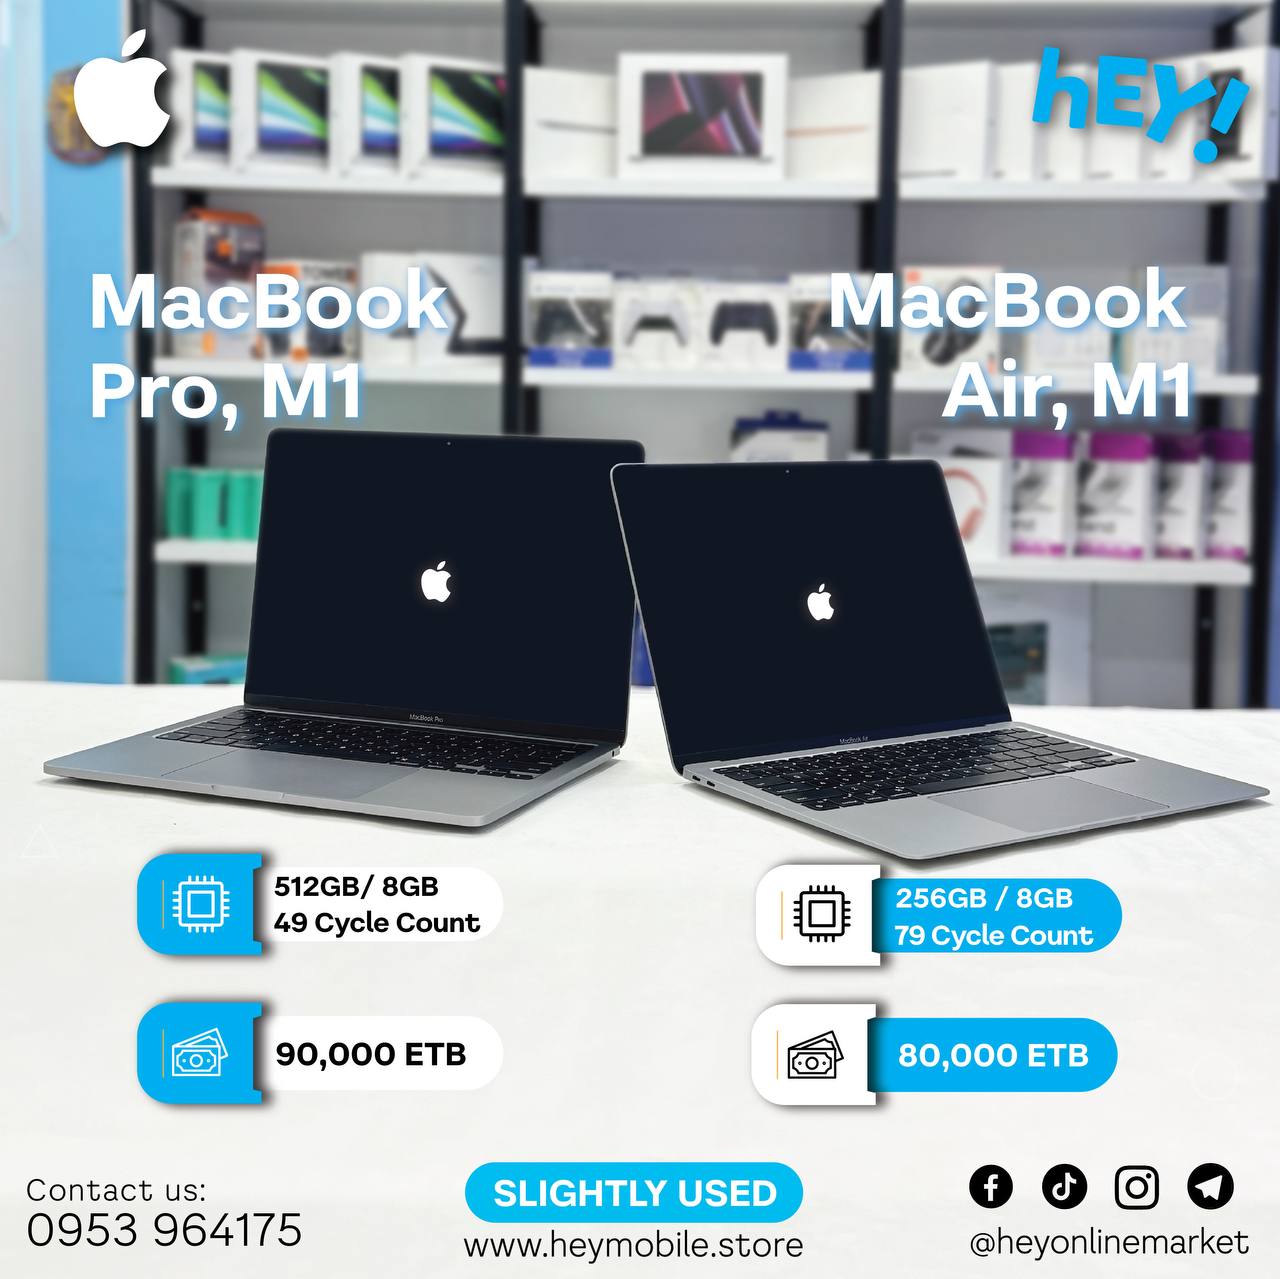 hEY!
MacBook
Pro, M1
MacBook
Air, M1
MacBook Pro
MacBook Air
512GB/ 8GB
49 Cycle Count
256GB / 8GB
79 Cycle Count
90,000 ETB
80,000 ETB
Contact us:
0953 964175
SLIGHTLY USED
www.heymobile.store
@heyonlinemarket